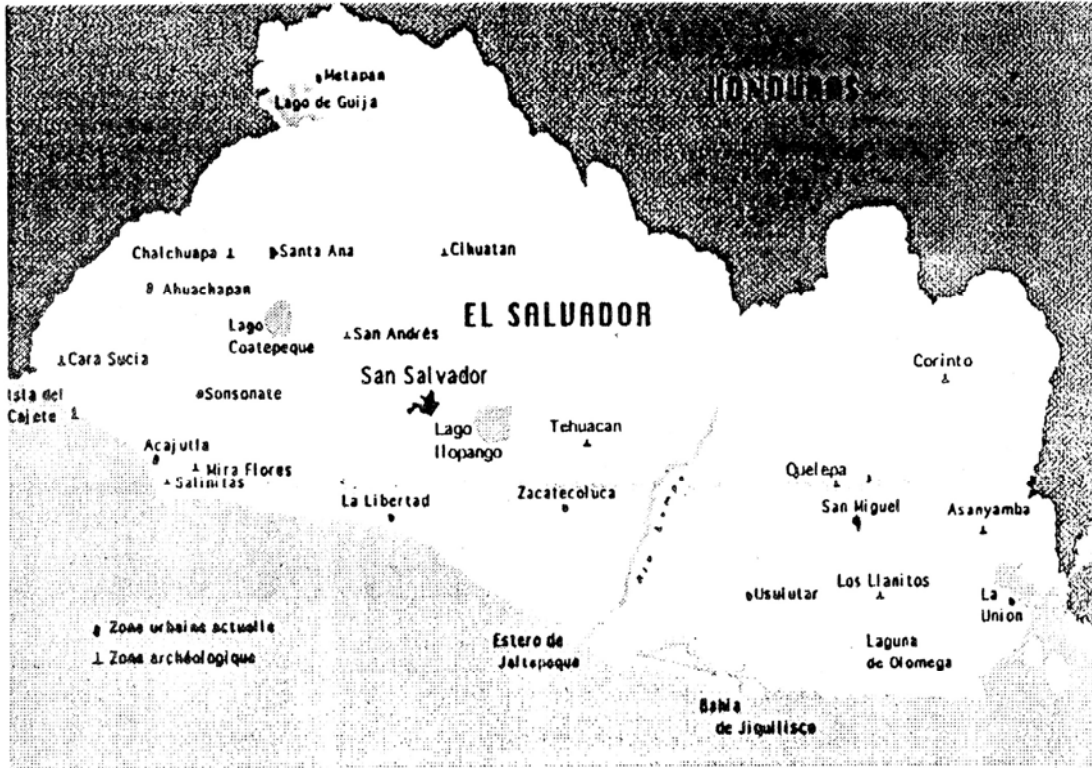 Metapan
HONDURAS
Lago de Guija
Chalchuapa
Santa Ana
Cihuatan
Ahuachapan
Lago
Coatepeque
San Andrés
EL SALVADOR
Cara Sucia
Corinto
San Salvador
Isla del
Cajete
Sonsonate
Lago
Ilopango
Tehuacan
Acajutla
Mira Flores
Salinitas
Quelepa
La Libertad
Zacatecoluca
San Miguel
Asanyamba
Rio Lempa
Usulutar
Los Llanitos
La
Union
Zone urbaine actuelle
Zone archéologique
Estero de
Jaltepeque
Laguna
de Olomega
Bahia
de Jiquilisco